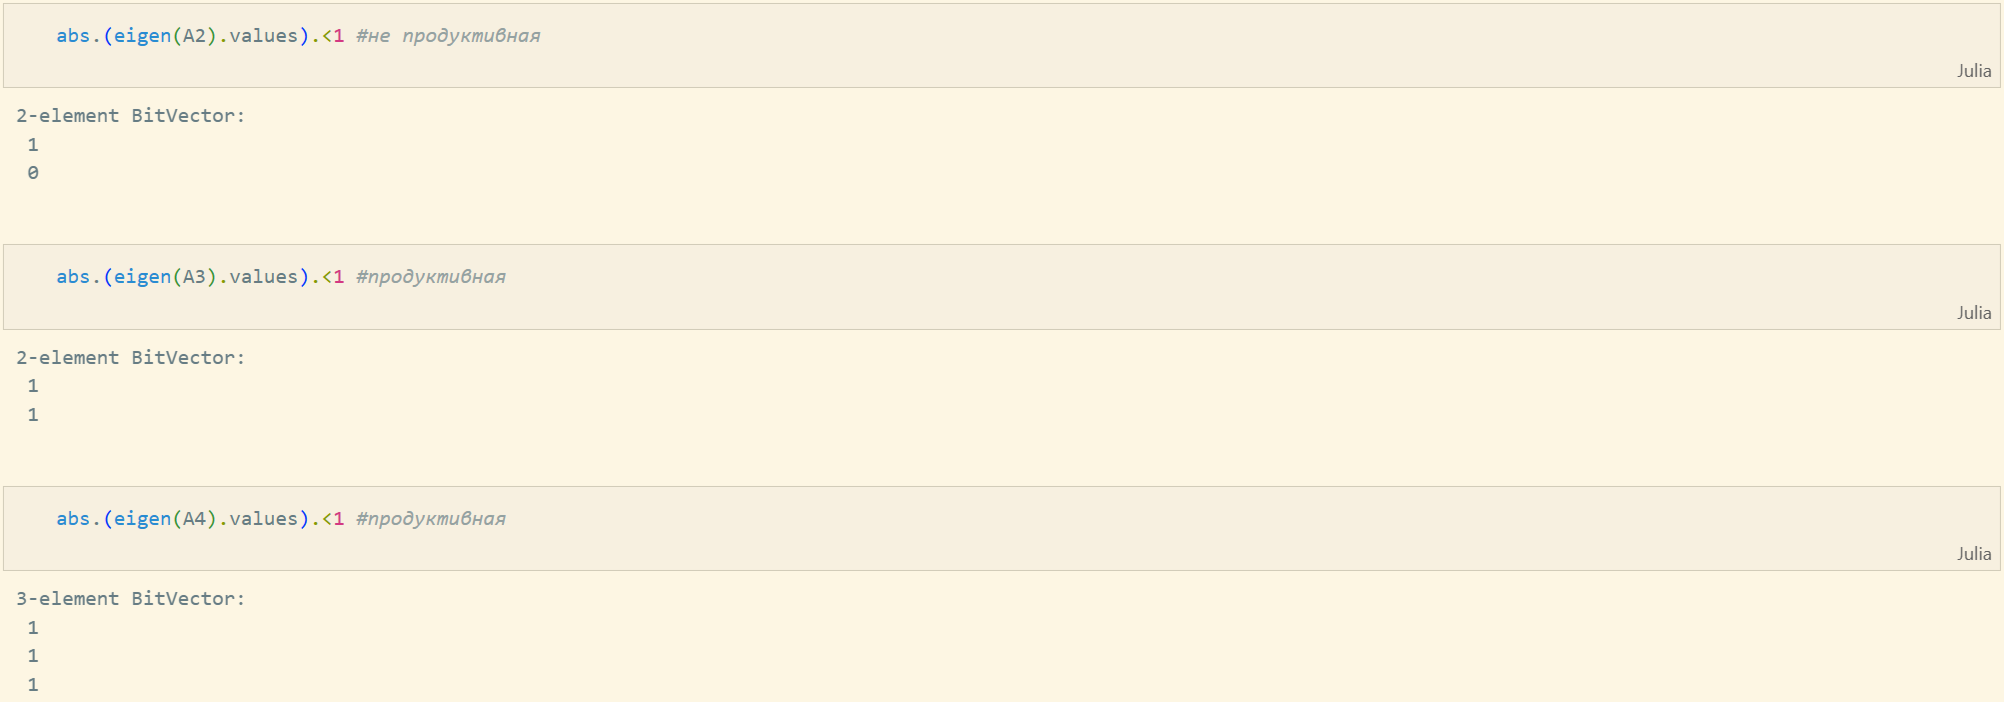 abs.(eigen(A2).values).<1 #не продуктивная
Julia
2-element BitVector:
1
0
abs.(eigen(A3).values).<1 #продуктивная
Julia
2-element BitVector:
1
1
abs.(eigen(A4).values).<1 #продуктивная
Julia
3-element BitVector:
1
1
1